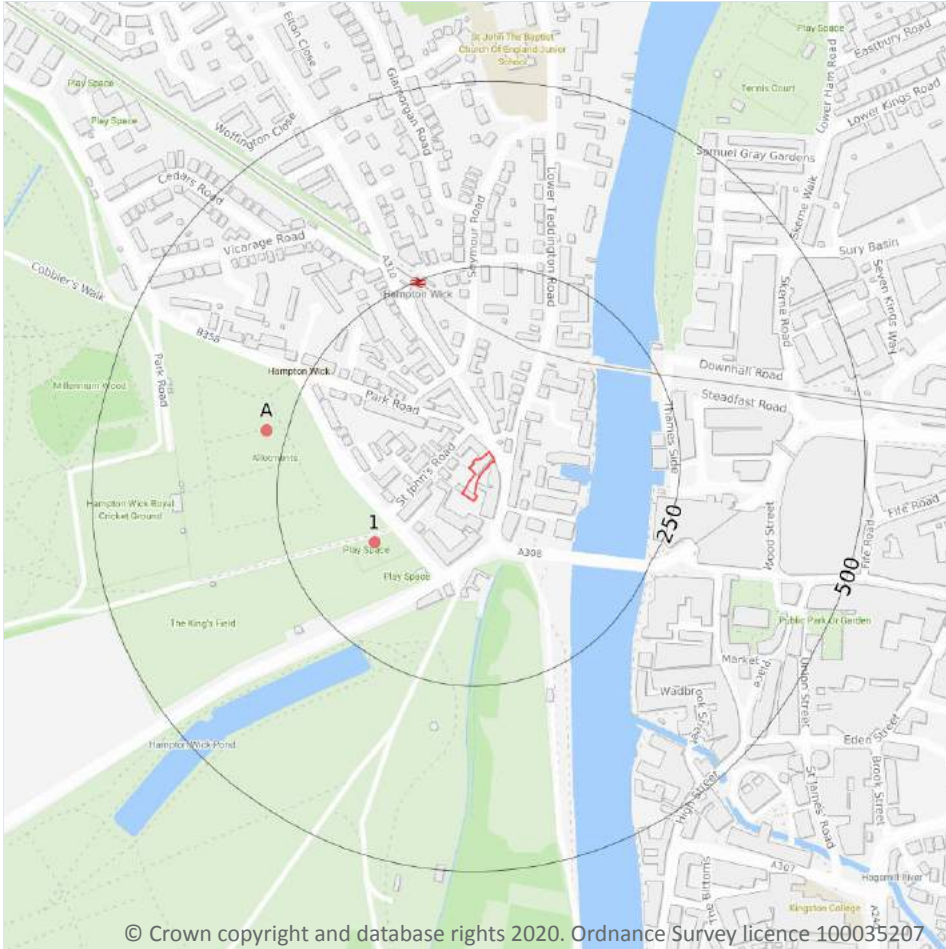 Play Space
Elian Close
Glamorgan Road
St John The Baptist
Church Of England Junior
School
Play Space
Eastbury Road
Lower Ham Road
Tennis Court
Lower Kings Road
Play Space
Woffington Close
Samuel Gray Gardens
Cedars Road
Seymour Road
Lower Teddington Road
Skerne Walk
Vicarage Road
A310
Sury Basin
Cobbler's Walk
Hampton Wick
Skerne Road
Seven Kings Way
B358
Park Road
Hampton Wick
Downhall Road
Millennium Wood
Park Road
Steadfast Road
A
Thames Side
Allotments
St John's Road
Hampton Wick Royal
Cricket Ground
1
250
Wood Street
Fife Road
Fife Road
Play Space
A308
Play Space
500
The King's Field
Public Park Or Garden
Market
Place
Union Street
Wadbro
ok Street
Hampton Wick Pond
Eden Street
High Street
St James' Road
Brook Street
The Bittoms
A307
Hogsmill River
Kingston College
© Crown copyright and database rights 2020. Ordnance Survey licence 100035207